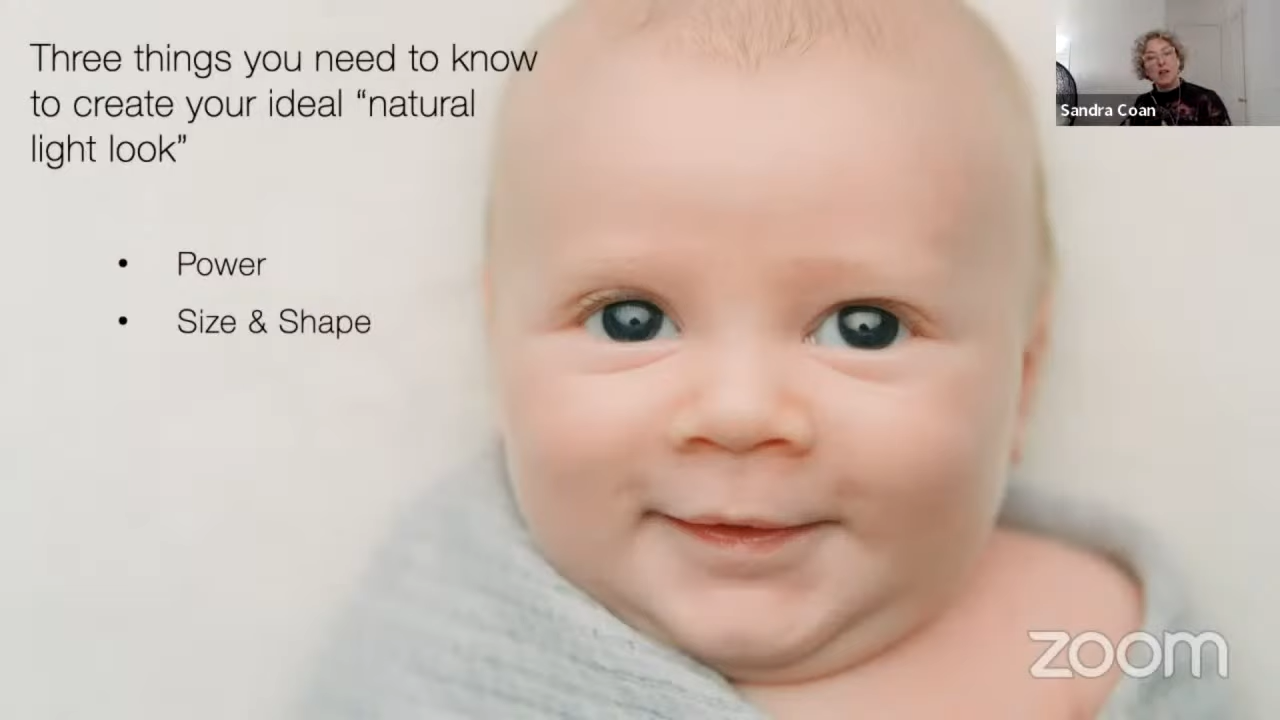 Three things you need to know
to create your ideal “natural
light look”
• Power
• Size & Shape
Sandra Coan
zoom